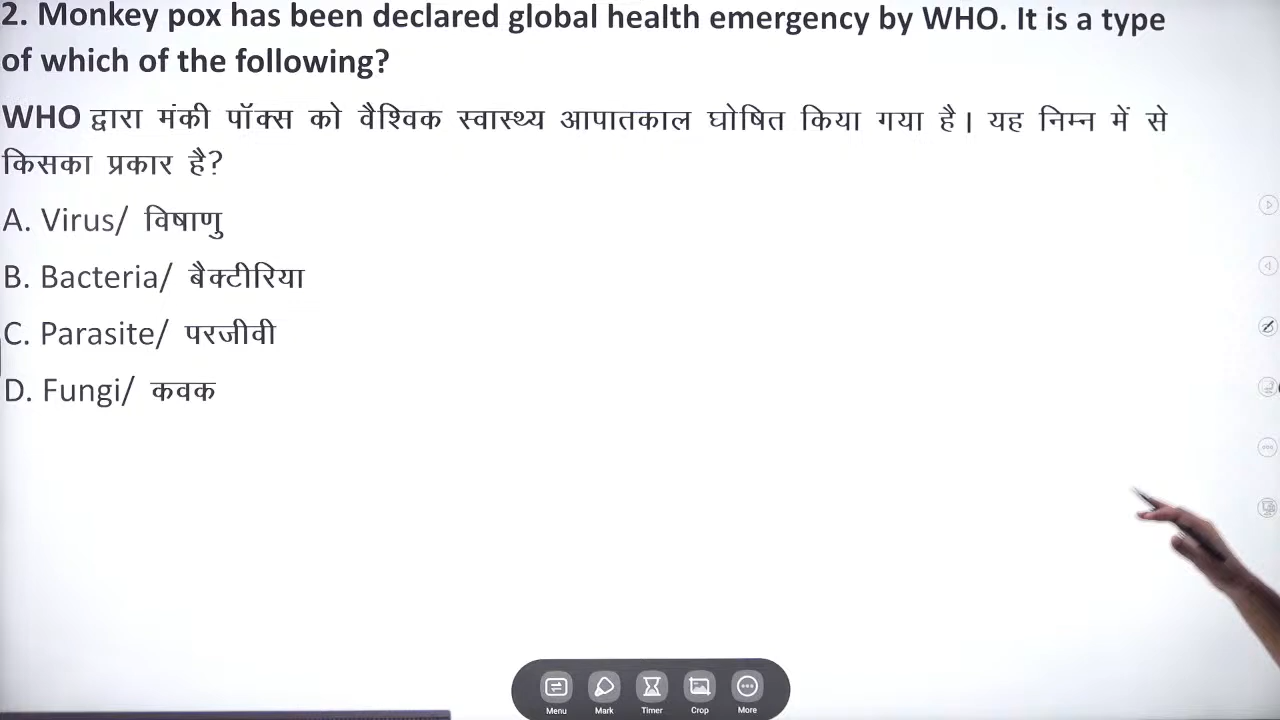 2. Monkey pox has been declared global health emergency by WHO. It is a type
of which of the following?
WHO द्वारा मंकी पॉक्स को वैश्विक स्वास्थ्य आपातकाल घोषित किया गया है। यह निम्न में से
किसका प्रकार है?
A. Virus/ विषाणु
B. Bacteria/ बैक्टीरिया
C. Parasite/ परजीवी
D. Fungi/ कवक
Menu Mark Timer Crop More